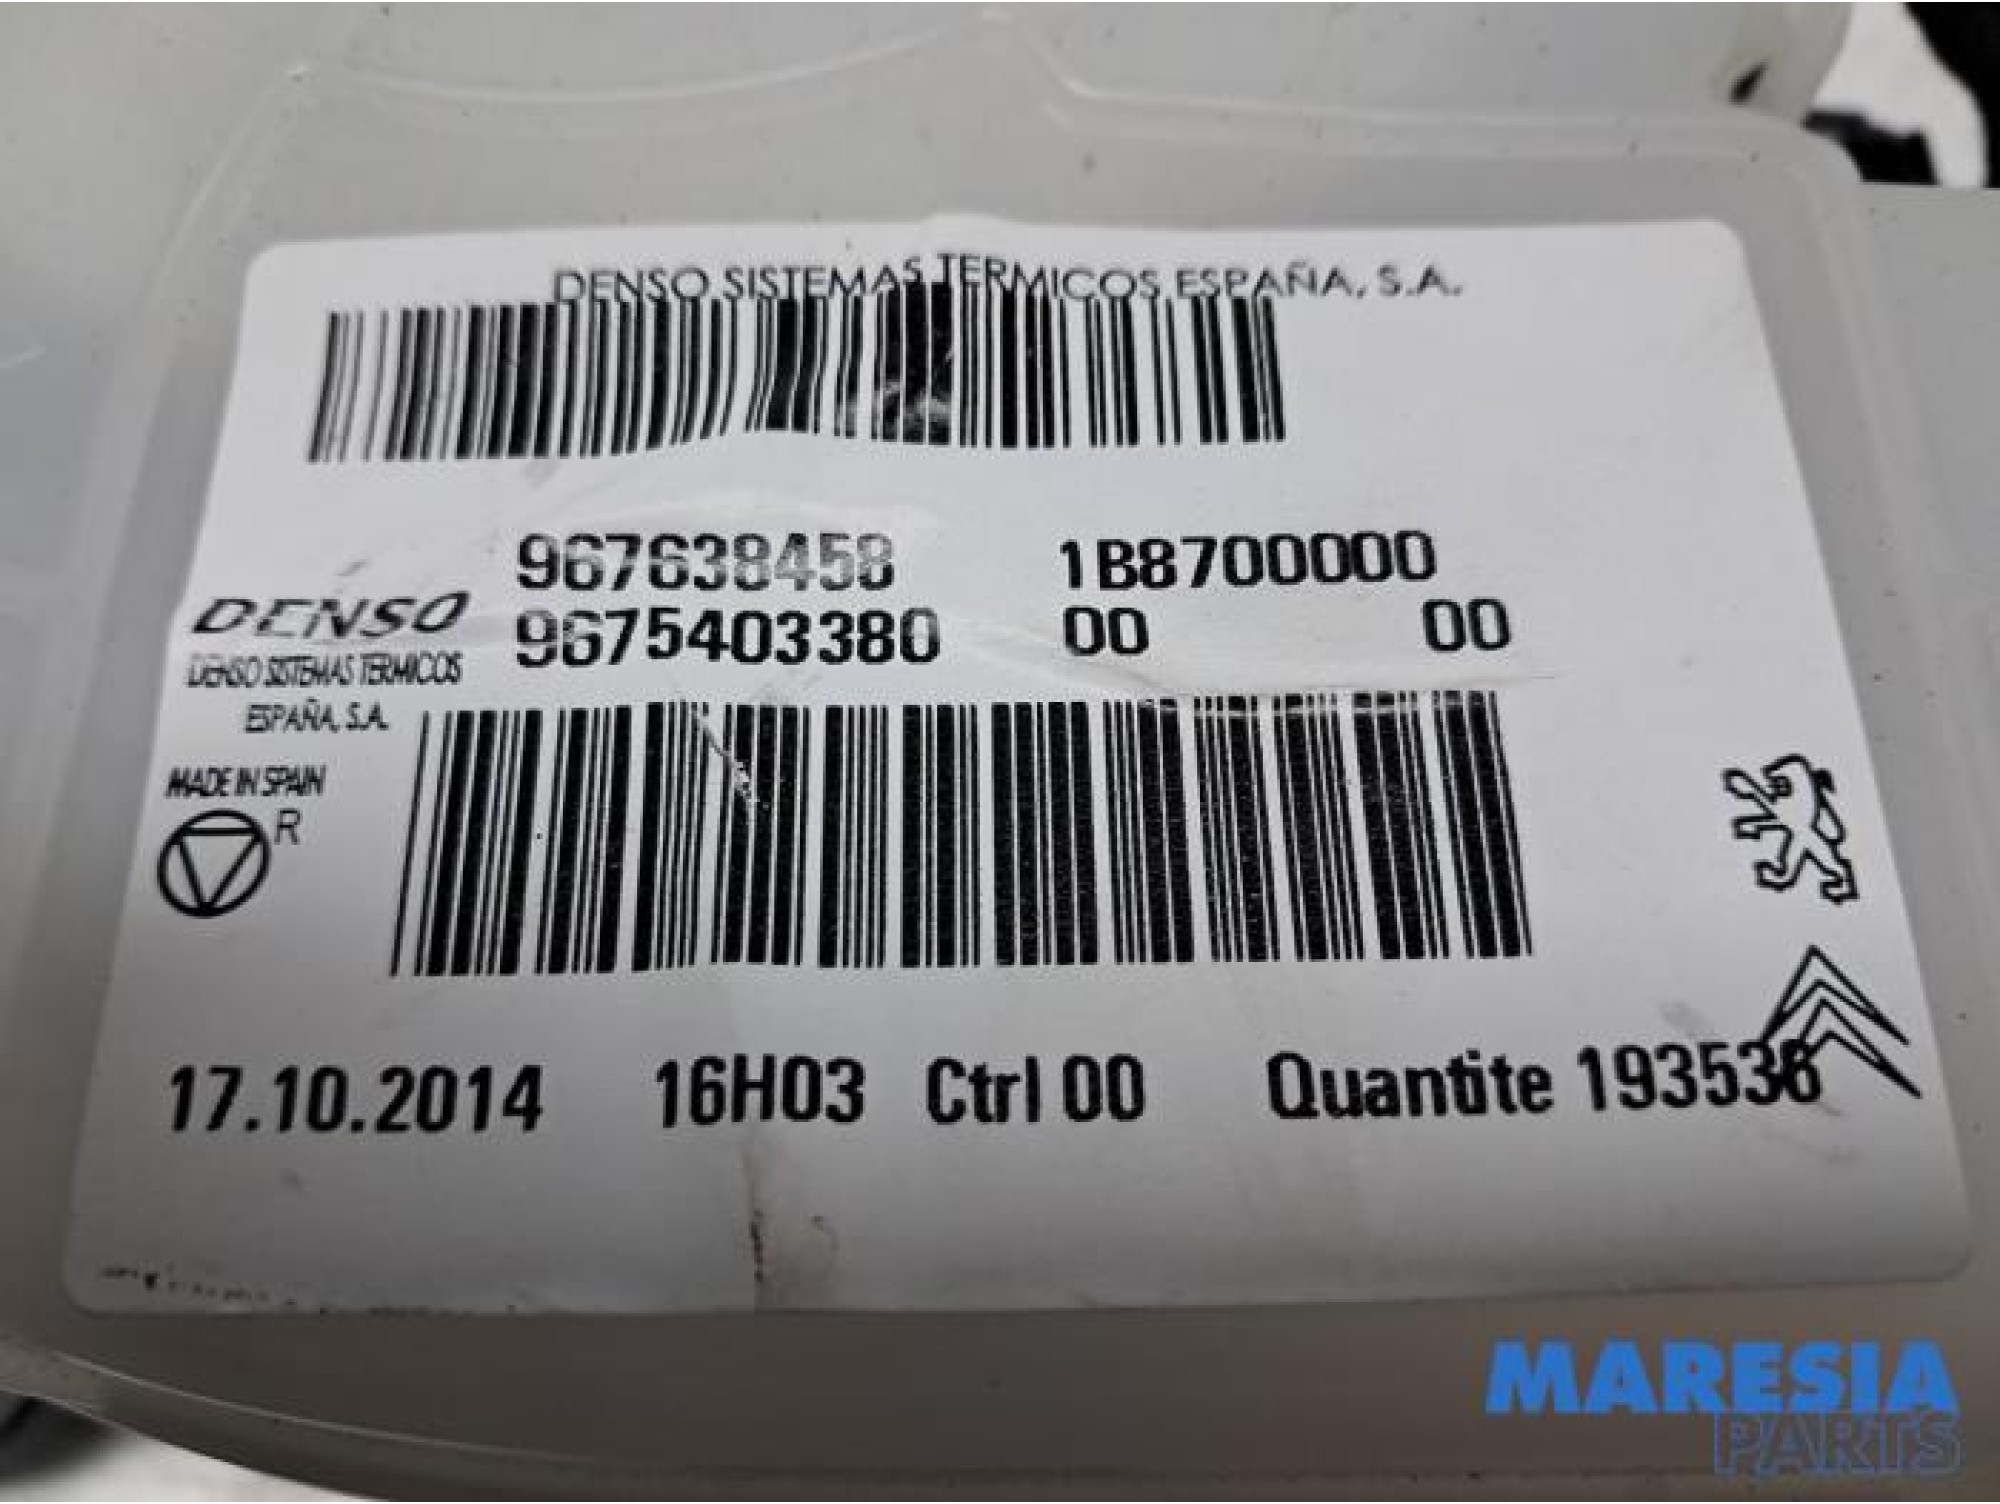 DENSO SISTEMAS TERMICOS ESPAÑA, S.A.
967638458 1B8700000
9675403380 00 00
DENSO
DENSO SISTEMAS TERMICOS
ESPAÑA, S.A.
MADE IN SPAIN
R
17.10.2014 16H03 Ctrl 00 Quantite 193536
MARESIA
PARTS